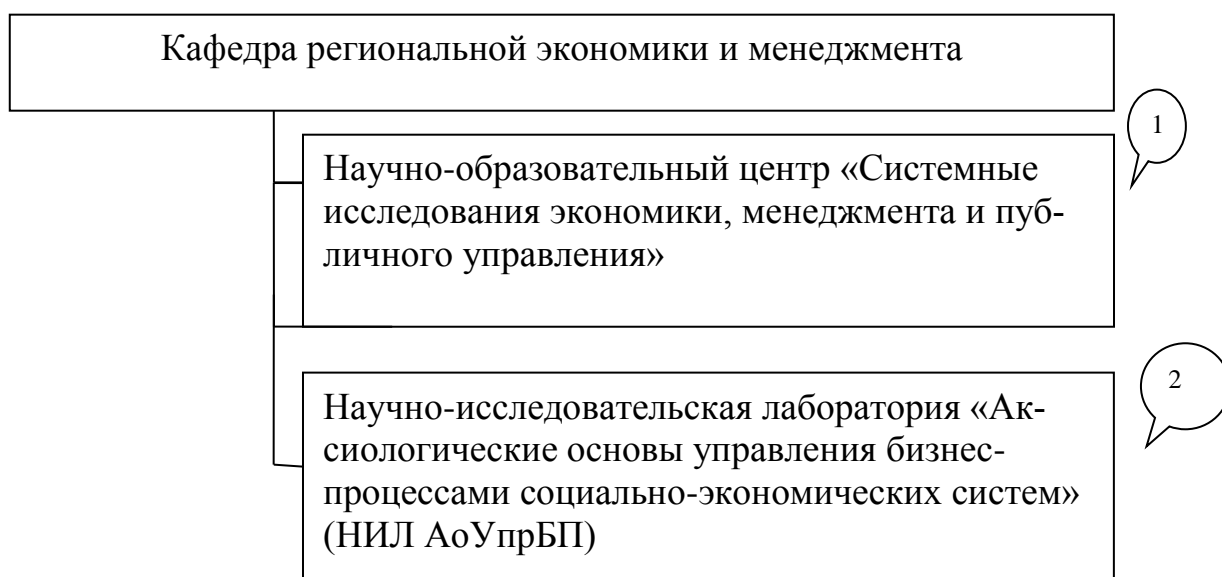 Кафедра региональной экономики и менеджмента
1
Научно-образовательный центр «Системные
исследования экономики, менеджмента и пуб-
личного управления»
2
Научно-исследовательская лаборатория «Ак-
сиологические основы управления бизнес-
процессами социально-экономических систем»
(НИЛ АоУпрБП)